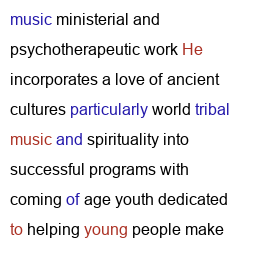 music ministerial and
psychotherapeutic work He
incorporates a love of ancient
cultures particularly world tribal
music and spirituality into
successful programs with
coming of age youth dedicated
to helping young people make